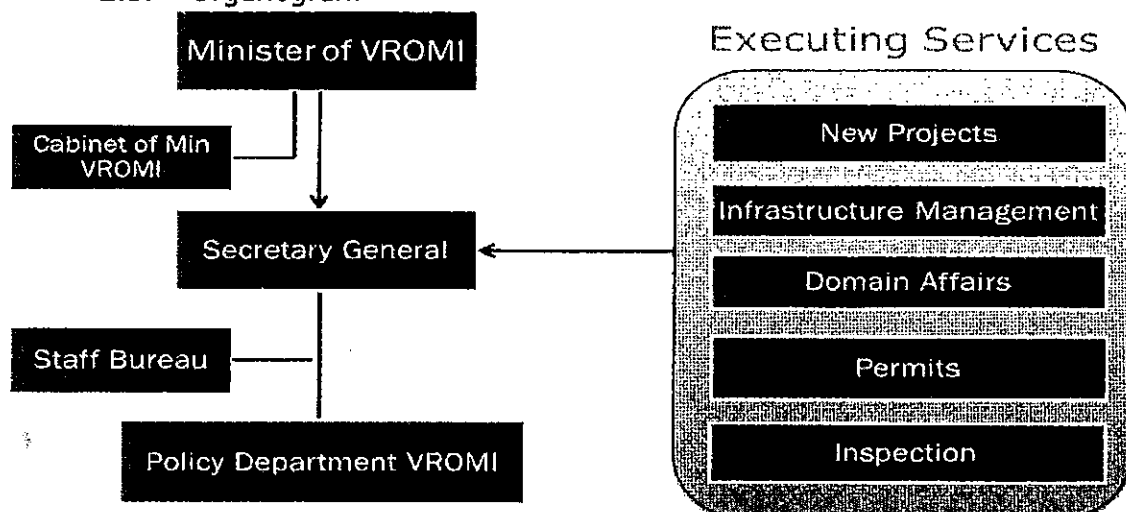 Minister of VROMI
Cabinet of Min
VROMI
Secretary General
Staff Bureau
Policy Department VROMI
Executing Services
New Projects
Infrastructure Management
Domain Affairs
Permits
Inspection